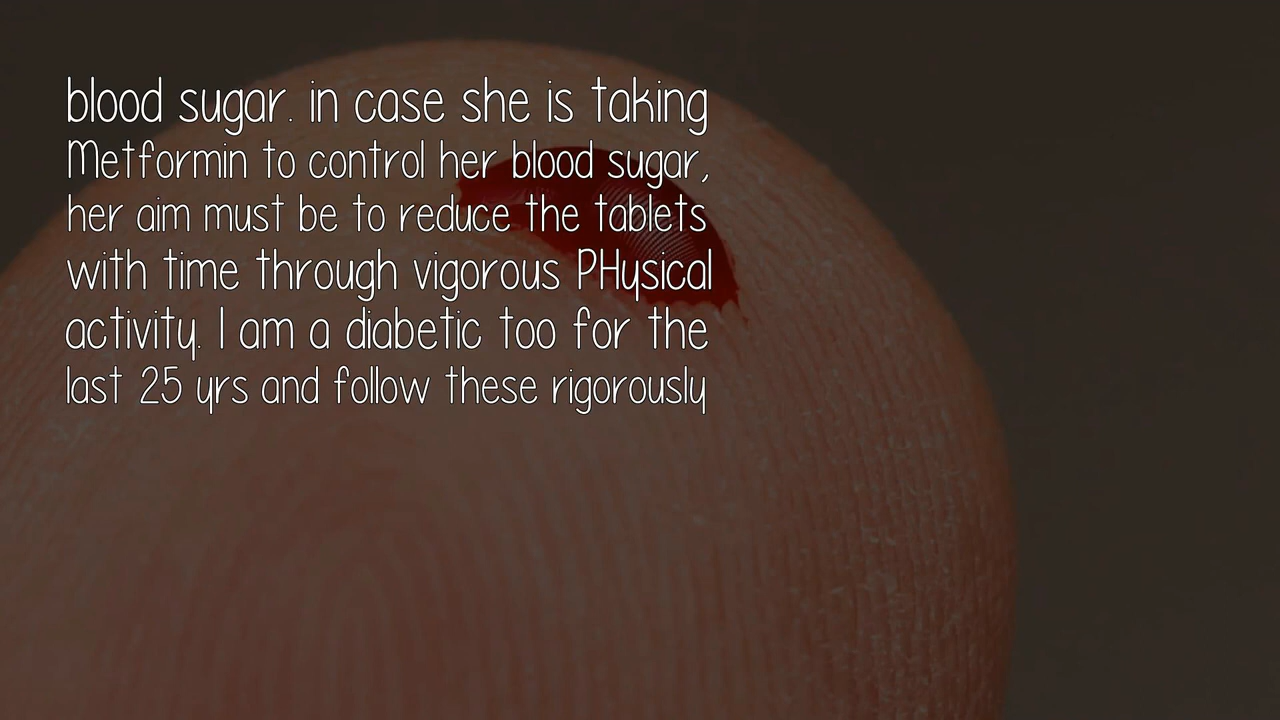 blood sugar. in case she is taking
Metformin to control her blood sugar,
her aim must be to reduce the tablets
with time through vigorous PHysical
activity. I am a diabetic too for the
last 25 yrs and follow these rigorously